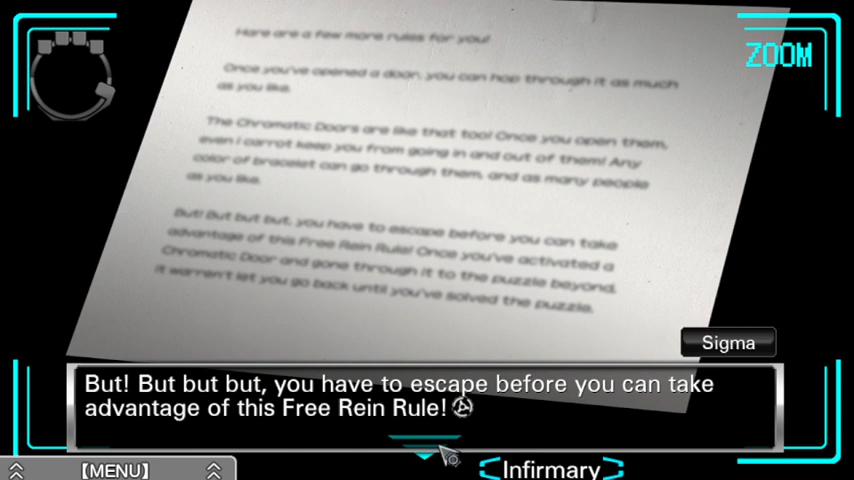 ZOOM
Here are a few more rules for you!
Once you've opened a door, you can hop through it as much
as you like.
The Chromatic Doors are like that too! Once you open them,
even i carrot keep you from going in and out of them! Any
color of bracelet can go through them, and as many people
as you like.
But! But but but, you have to escape before you can take
advantage of this Free Rein Rule! Once you've activated a
Chromatic Door and gone through it to the puzzle beyond,
it warren't let you go back until you've solved the puzzle.
Sigma
But! But but but, you have to escape before you can take
advantage of this Free Rein Rule!
[MENU]
Infirmary